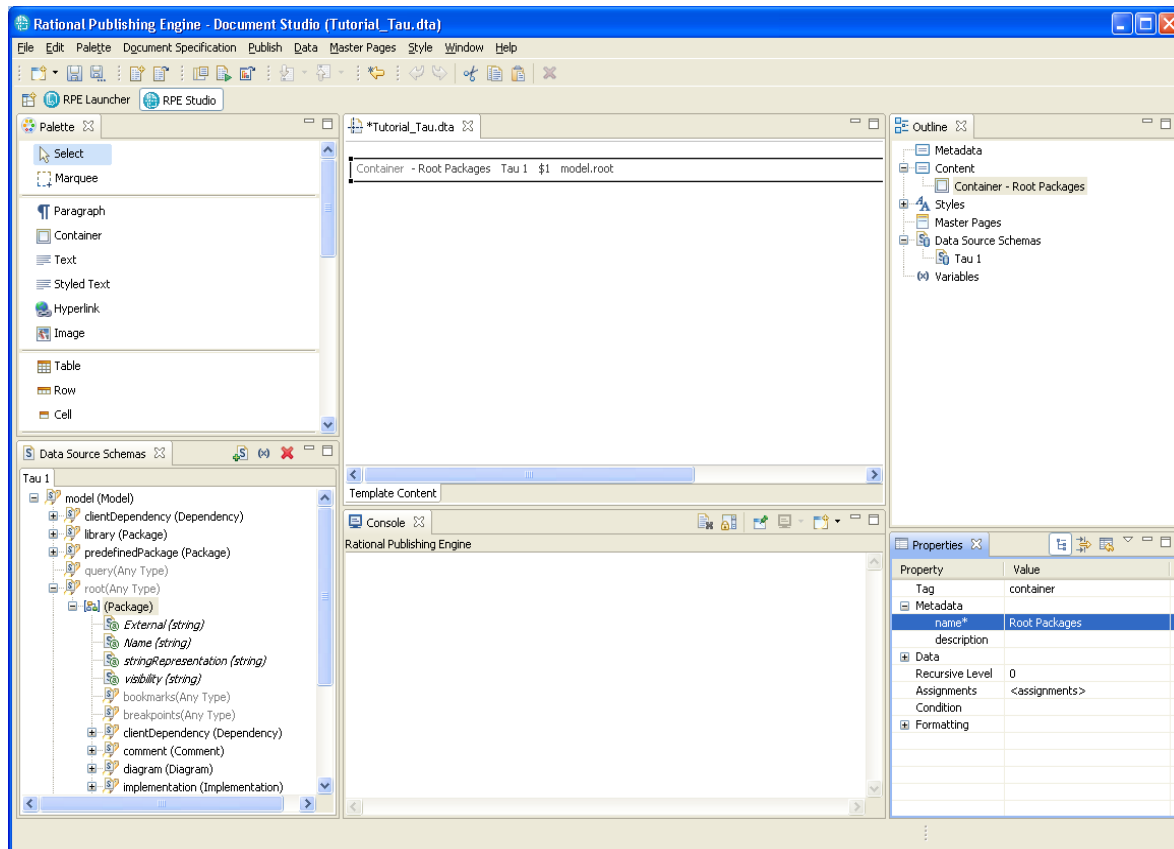 Rational Publishing Engine - Document Studio (Tutorial_Tau.dta)
File Edit Palette Document Specification Publish Data Master Pages Style Window Help
RPE Launcher RPE Studio
Palette
Select
Marquee
Paragraph
Container
Text
Styled Text
Hyperlink
Image
Table
Row
Cell
*Tutorial_Tau.dta
Container - Root Packages Tau 1 $1 model.root
Template Content
Outline
Metadata
Content
Container - Root Packages
Styles
Master Pages
Data Source Schemas
Tau 1
(x) Variables
Data Source Schemas
Tau 1
model (Model)
clientDependency (Dependency)
library (Package)
predefinedPackage (Package)
query(Any Type)
root(Any Type)
(Package)
External (string)
Name (string)
stringRepresentation (string)
visibility (string)
bookmarks(Any Type)
breakpoints(Any Type)
clientDependency (Dependency)
comment (Comment)
diagram (Diagram)
implementation (Implementation)
Console
Rational Publishing Engine
Properties
Property Value
Tag container
Metadata
name* Root Packages
description
Data
Recursive Level 0
Assignments <assignments>
Condition
Formatting